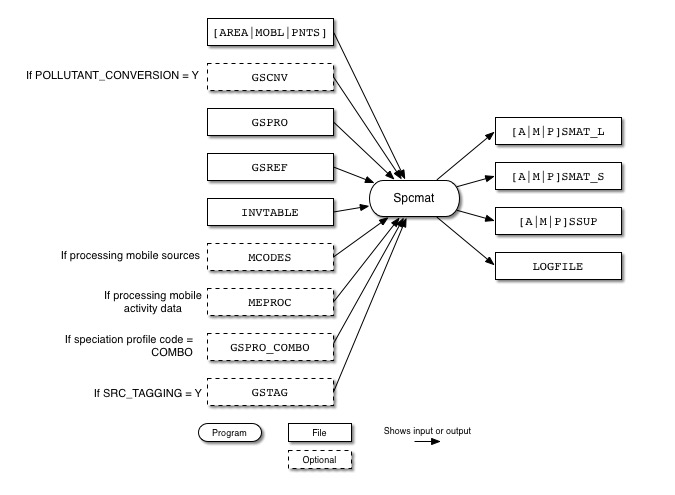 [AREA|MOBL|PNTS]
If POLLUTANT_CONVERSION = Y
GSCNV
GSPRO
GSREF
INVTABLE
If processing mobile sources
MCODES
If processing mobile
activity data
MEPROC
If speciation profile code =
COMBO
GSPRO_COMBO
If SRC_TAGGING = Y
GSTAG
Spcmat
[A|M|P]SMAT_L
[A|M|P]SMAT_S
[A|M|P]SSUP
LOGFILE
Program
File
Shows input or output
Optional